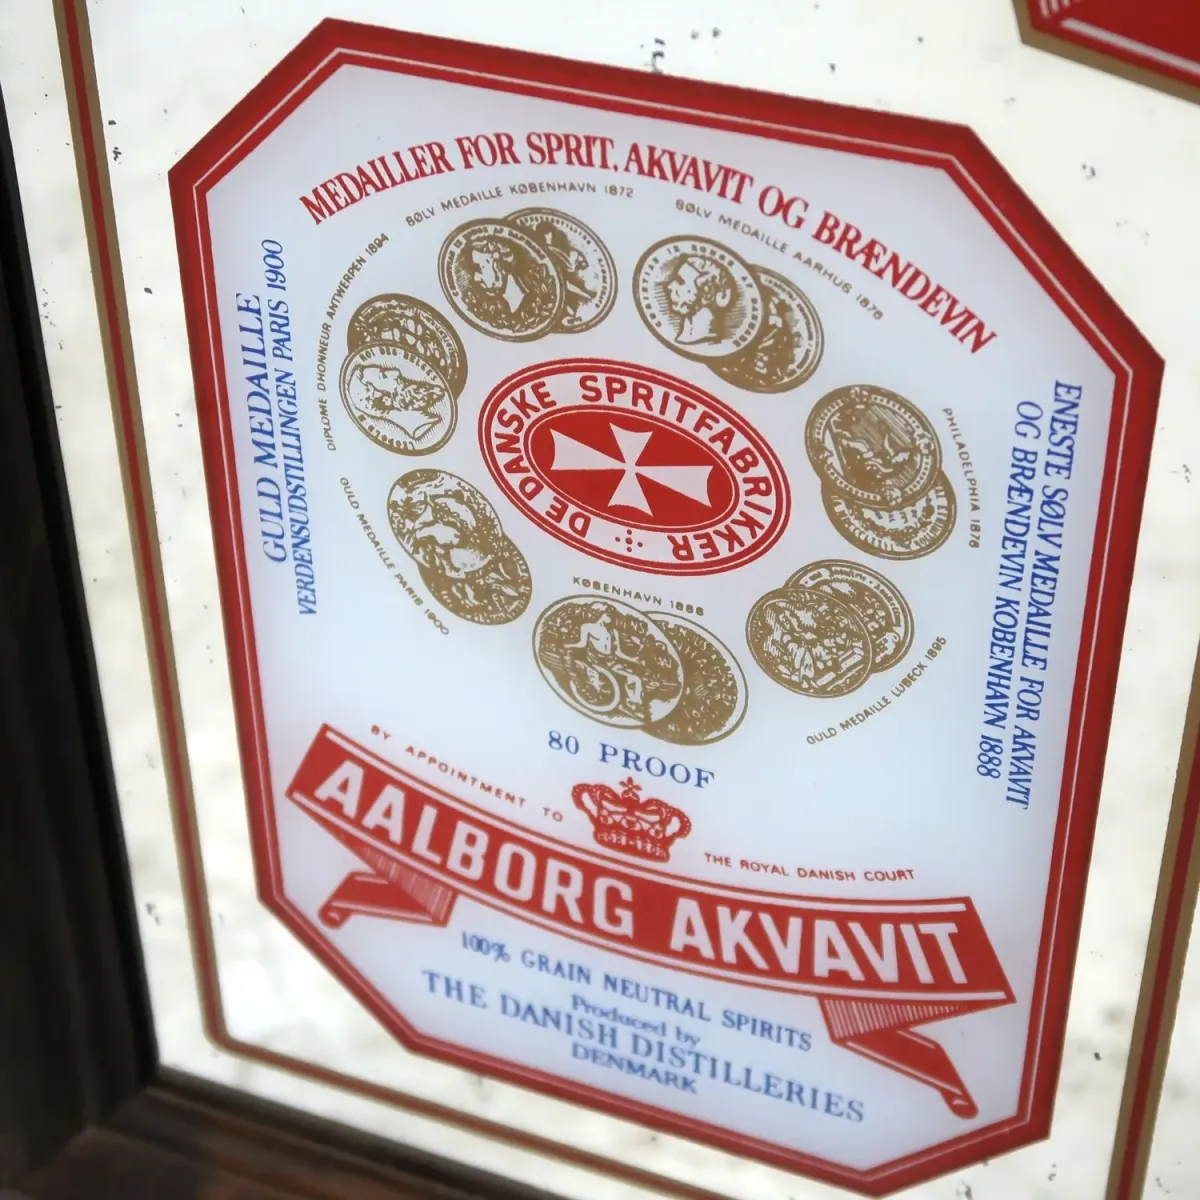 MEDAILLER FOR SPRIT, AKVAVIT OG BRÆNDEVIN
SØLV MEDAILLE KØBENHAVN 1872
SØLV MEDAILLE AARHUS 1876
DIPLOME DHONNEUR ANTWERPEN 1894
GULD MEDAILLE
VERDENSUDSTILLINGEN PARIS 1900
PHILADELPHIA 1876
ENESTE SØLV MEDAILLE FOR AKVAVIT
OG BRÆNDEVIN KØBENHAVN 1888
DE DANSKE SPRITFABRIKKER
GULD MEDAILLE PARIS 1900
KØBENHAVN 1888
GULD MEDAILLE LUBECK 1895
80 PROOF
BY APPOINTMENT TO
THE ROYAL DANISH COURT
AALBORG AKVAVIT
100% GRAIN NEUTRAL SPIRITS
Produced by
THE DANISH DISTILLERIES
DENMARK